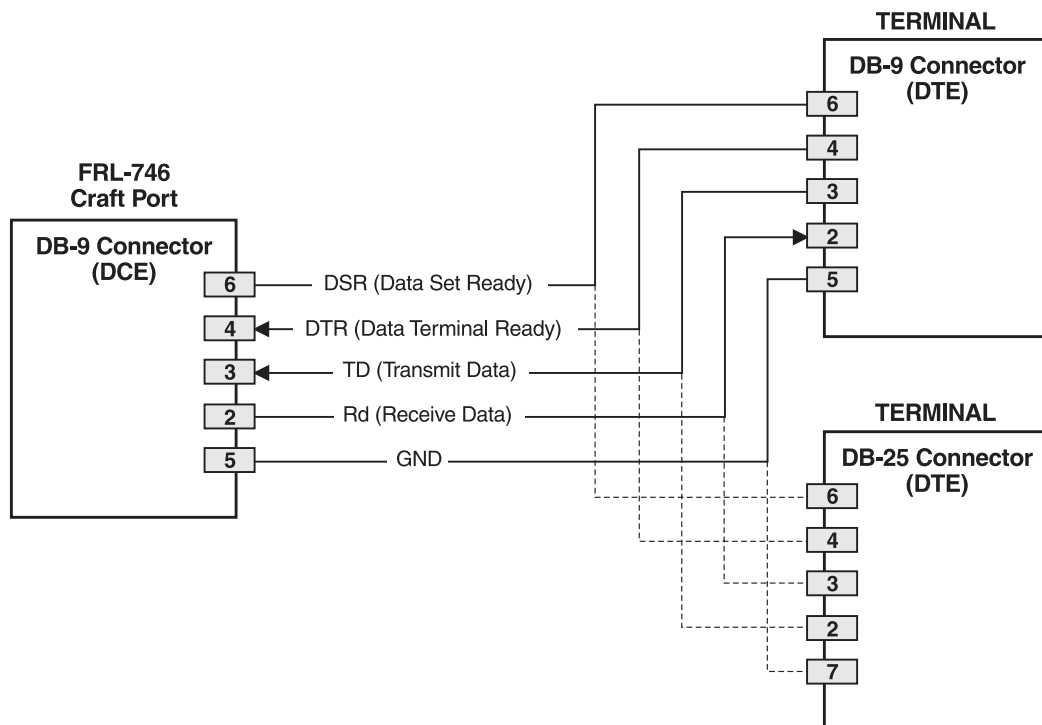 TERMINAL
DB-9 Connector
(DTE)
6
4
3
2
5
FRL-746
Craft Port
DB-9 Connector
(DCE)
6 DSR (Data Set Ready)
4 DTR (Data Terminal Ready)
3 TD (Transmit Data)
2 Rd (Receive Data)
5 GND
TERMINAL
DB-25 Connector
(DTE)
6
4
3
2
7